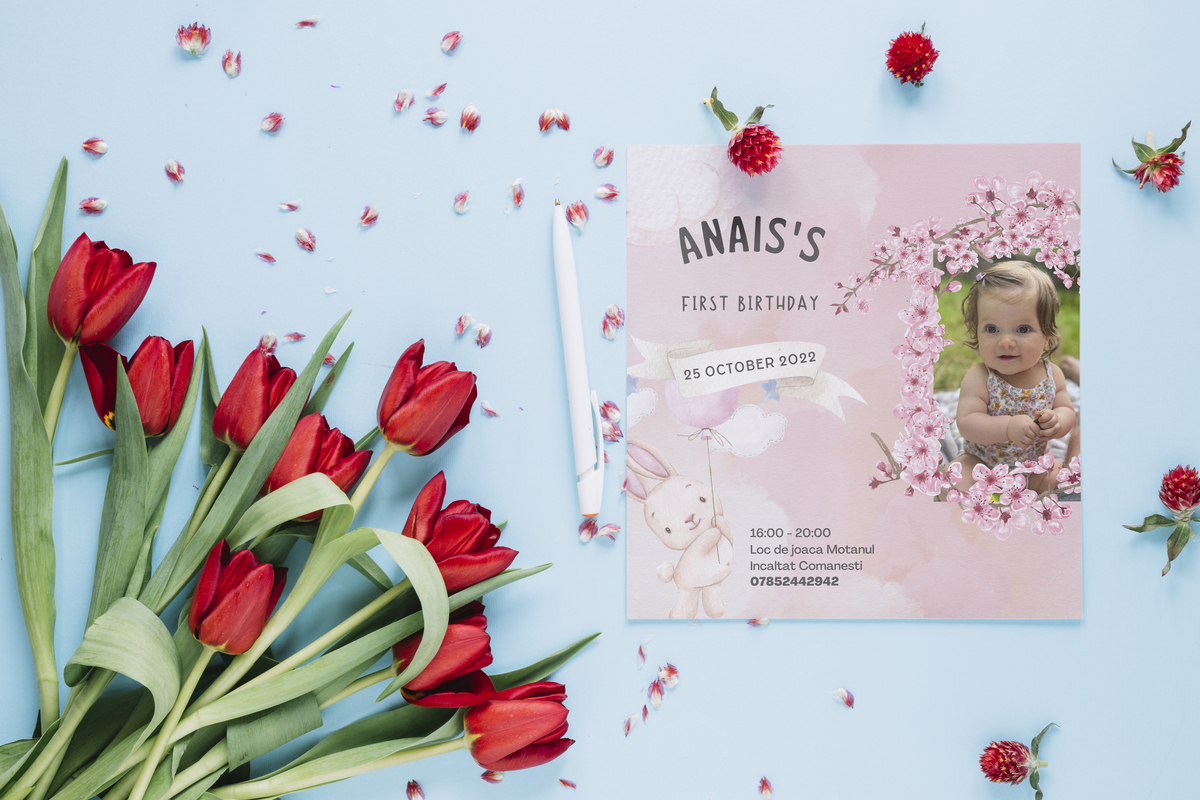 ANAIS'S
FIRST BIRTHDAY
25 OCTOBER 2022
16:00 - 20:00
Loc de joaca Motanul
Incaltat Comanesti
07852442942